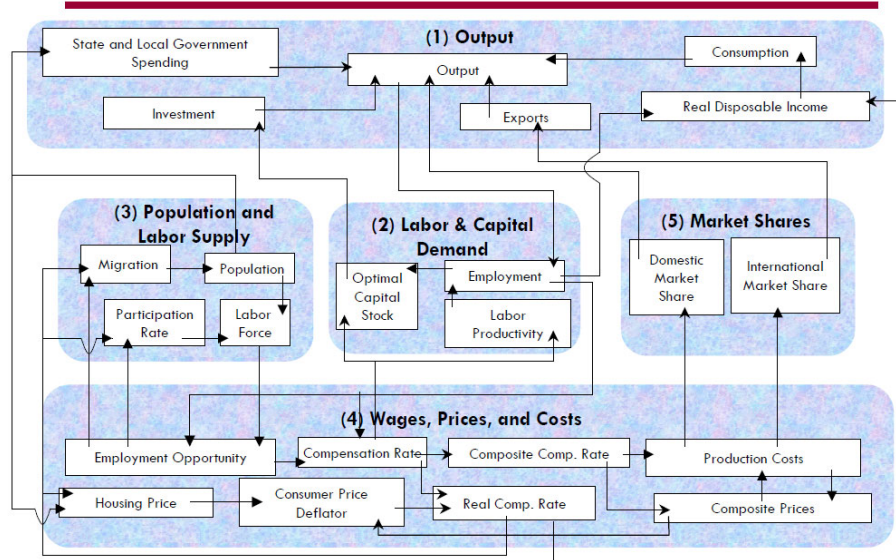 (1) Output
State and Local Government
Spending
Output
Consumption
Investment
Exports
Real Disposable Income
(3) Population and
Labor Supply
Migration
Population
Participation
Rate
Labor
Force
(2) Labor & Capital
Demand
Optimal
Capital
Stock
Employment
Labor
Productivity
(5) Market Shares
Domestic
Market
Share
International
Market Share
(4) Wages, Prices, and Costs
Employment Opportunity
Compensation Rate
Composite Comp. Rate
Production Costs
Housing Price
Consumer Price
Deflator
Real Comp. Rate
Composite Prices